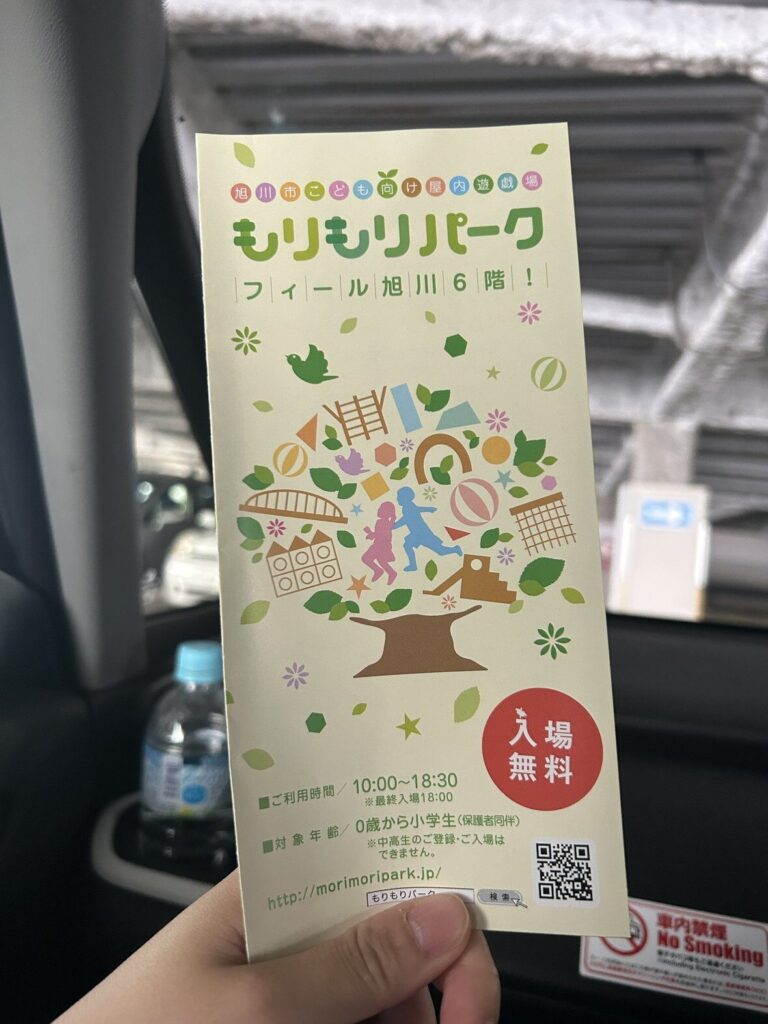 旭川市こども向け屋内遊戯場
もりもりパーク
フィール旭川6階！
入場
無料
■ご利用時間／10:00～18:30
※最終入場18:00
■対象年齢／0歳から小学生(保護者同伴)
※中高生のご登録・ご入場は
できません。
http://morimoripark.jp/
もりもりパーク 検索
車内禁煙
No Smoking